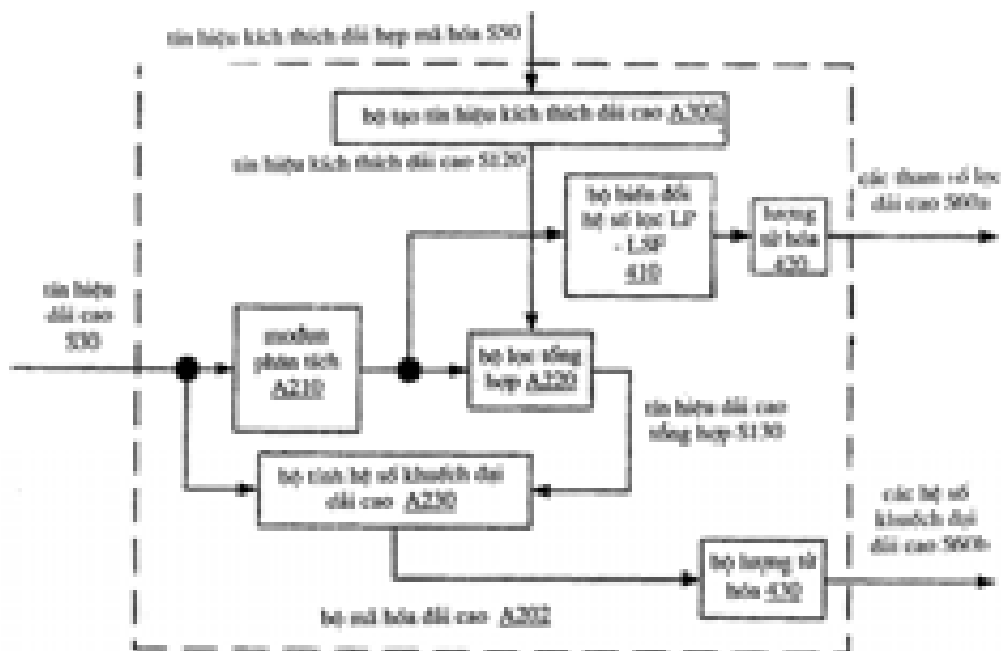 tín hiệu kích thích dải hẹp mã hóa S50
bộ tạo tín hiệu kích thích dải cao A300
tín hiệu kích thích dải cao S120
bộ biến đổi
hệ số lọc LP
- LSF
410
lượng
tử hóa
420
các tham số lọc
dải cao S60a
tín hiệu
dải cao
S30
mođun
phân tích
A210
bộ lọc tổng
hợp A220
tín hiệu dải cao
tổng hợp S130
bộ tính hệ số khuếch đại
dải cao A230
các hệ số
khuếch đại
dải cao S60b
bộ lượng tử
hóa 430
bộ mã hóa dải cao A202